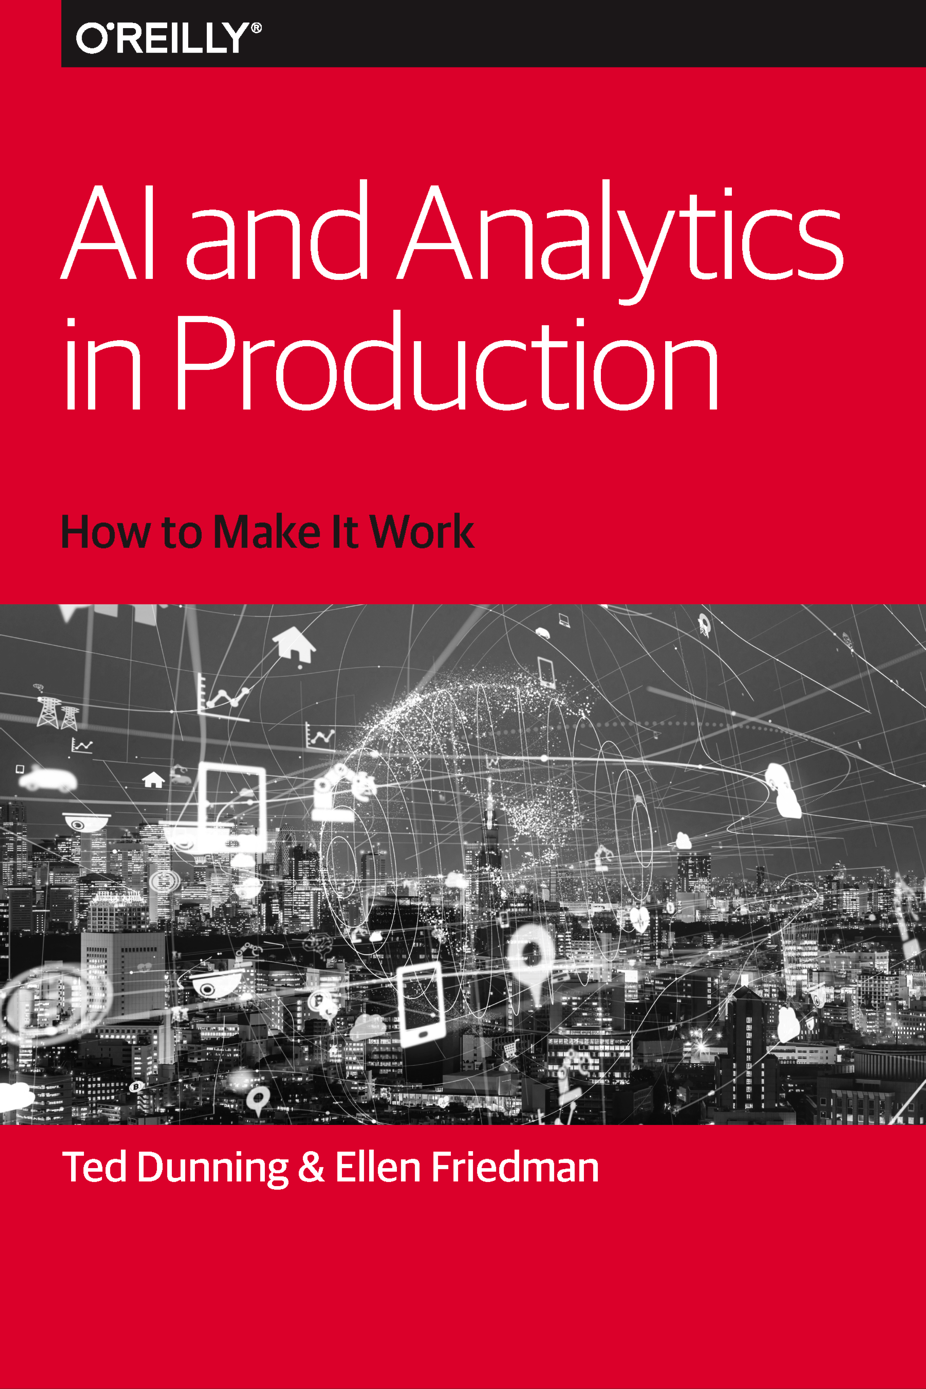 O'REILLY®
AI and Analytics
in Production
How to Make It Work
Ted Dunning & Ellen Friedman